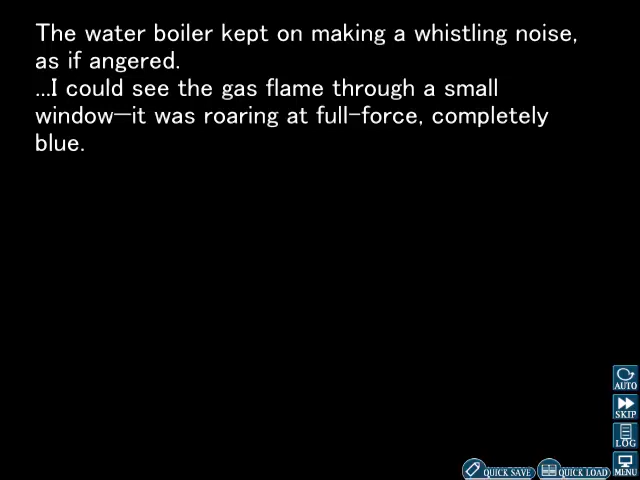 The water boiler kept on making a whistling noise,
as if angered.
...I could see the gas flame through a small
window—it was roaring at full-force, completely
blue.
AUTO
SKIP
LOG
QUICK SAVE
QUICK LOAD
MENU